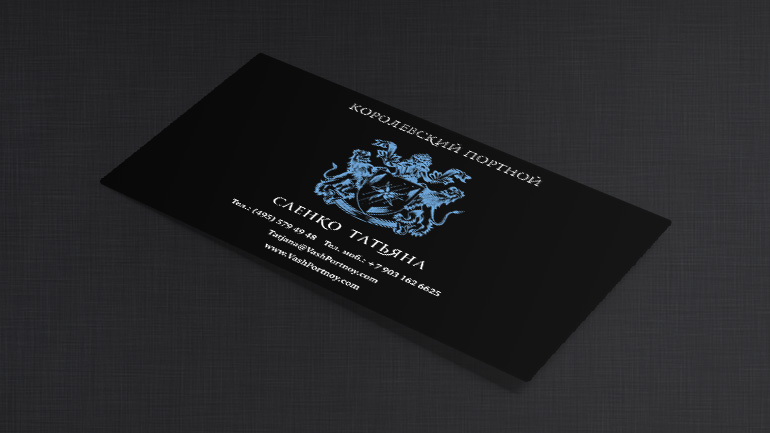 КОРОЛЕВСКИЙ ПОРТНОЙ
СЛЕНКО ТАТЬЯНА
Тел.: (495) 579 49 48 Тел. моб.: +7 903 162 6625
Tatjana@VashPortnoy.com
www.VashPortnoy.com